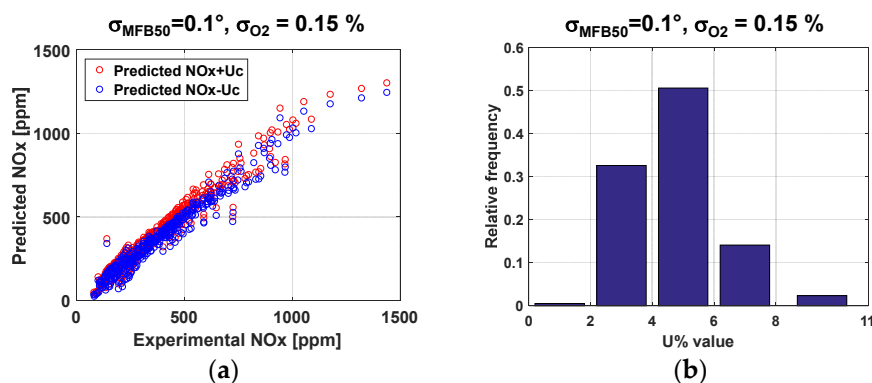 σMFB50=0.1°, σO2 = 0.15 %
1500
1000
500
0
Predicted NOx [ppm]
Predicted NOx+Uc
Predicted NOx-Uc
0 500 1000 1500
Experimental NOx [ppm]
(a)
σMFB50=0.1°, σO2 = 0.15 %
0.6
0.5
0.4
0.3
0.2
0.1
0
Relative frequency
0 2 4 6 8 11
U% value
(b)